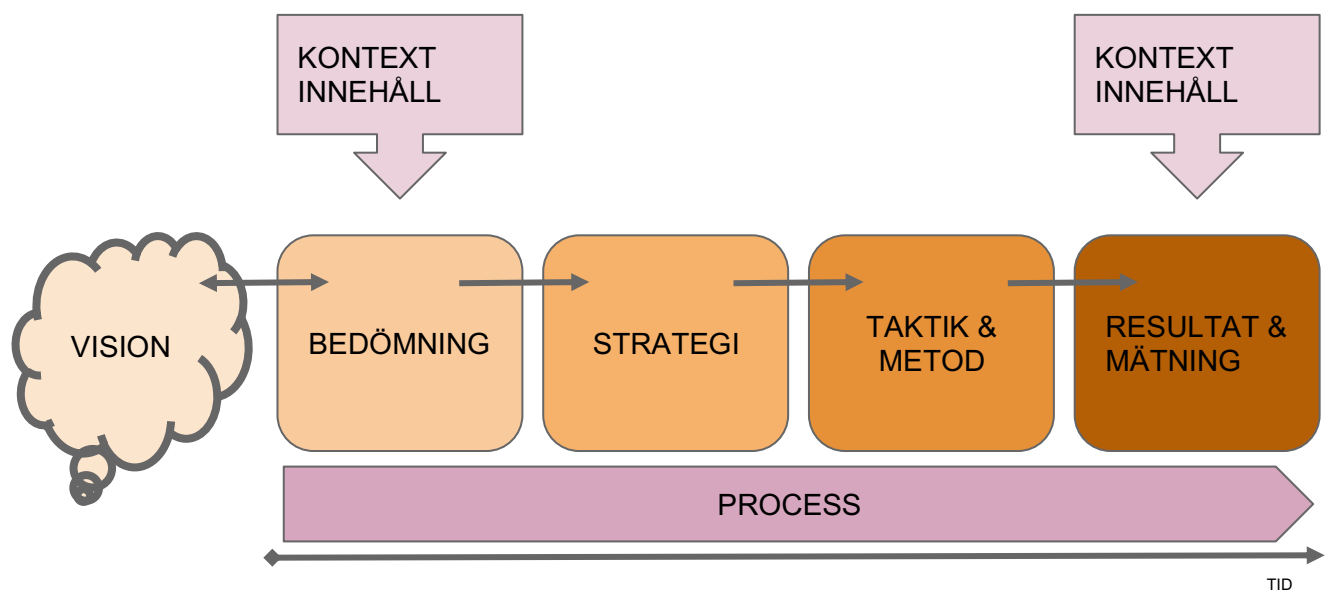 KONTEXT
INNEHÅLL
KONTEXT
INNEHÅLL
VISION
BEDÖMNING
STRATEGI
TAKTIK &
METOD
RESULTAT &
MÄTNING
PROCESS
TID